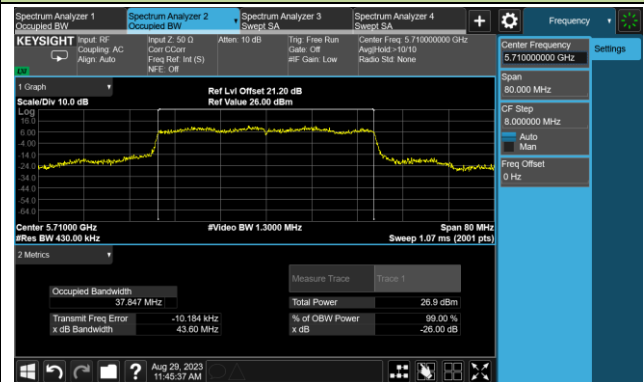 Spectrum Analyzer 1
Occupied BW
Spectrum Analyzer 2
Occupied BW
Spectrum Analyzer 3
Swept SA
Spectrum Analyzer 4
Swept SA
Frequency
KEYSIGHT
Input: RF
Coupling: AC
Align: Auto
Input Z: 50 Ω
Corr CCorr
Freq Ref: Int (S)
NFE: Off
Atten: 10 dB
Trig: Free Run
Gate: Off
#IF Gain: Low
Center Freq: 5.710000000 GHz
Avg|Hold:>10/10
Radio Std: None
LXI
1 Graph
Scale/Div 10.0 dB
Ref Lvl Offset 21.20 dB
Ref Value 26.00 dBm
Log
16.0
6.00
-4.00
-14.0
-24.0
-34.0
-44.0
-54.0
-64.0
Center 5.71000 GHz
#Res BW 430.00 kHz
#Video BW 1.3000 MHz
Span 80 MHz
Sweep 1.07 ms (2001 pts)
2 Metrics
Measure Trace
Trace 1
Occupied Bandwidth
37.847 MHz
Total Power
26.9 dBm
Transmit Freq Error
-10.184 kHz
% of OBW Power
99.00 %
x dB Bandwidth
43.60 MHz
x dB
-26.00 dB
Center Frequency
5.710000000 GHz
Settings
Span
80.000 MHz
CF Step
8.000000 MHz
Auto
Man
Freq Offset
0 Hz
?
Aug 29, 2023
11:45:37 AM